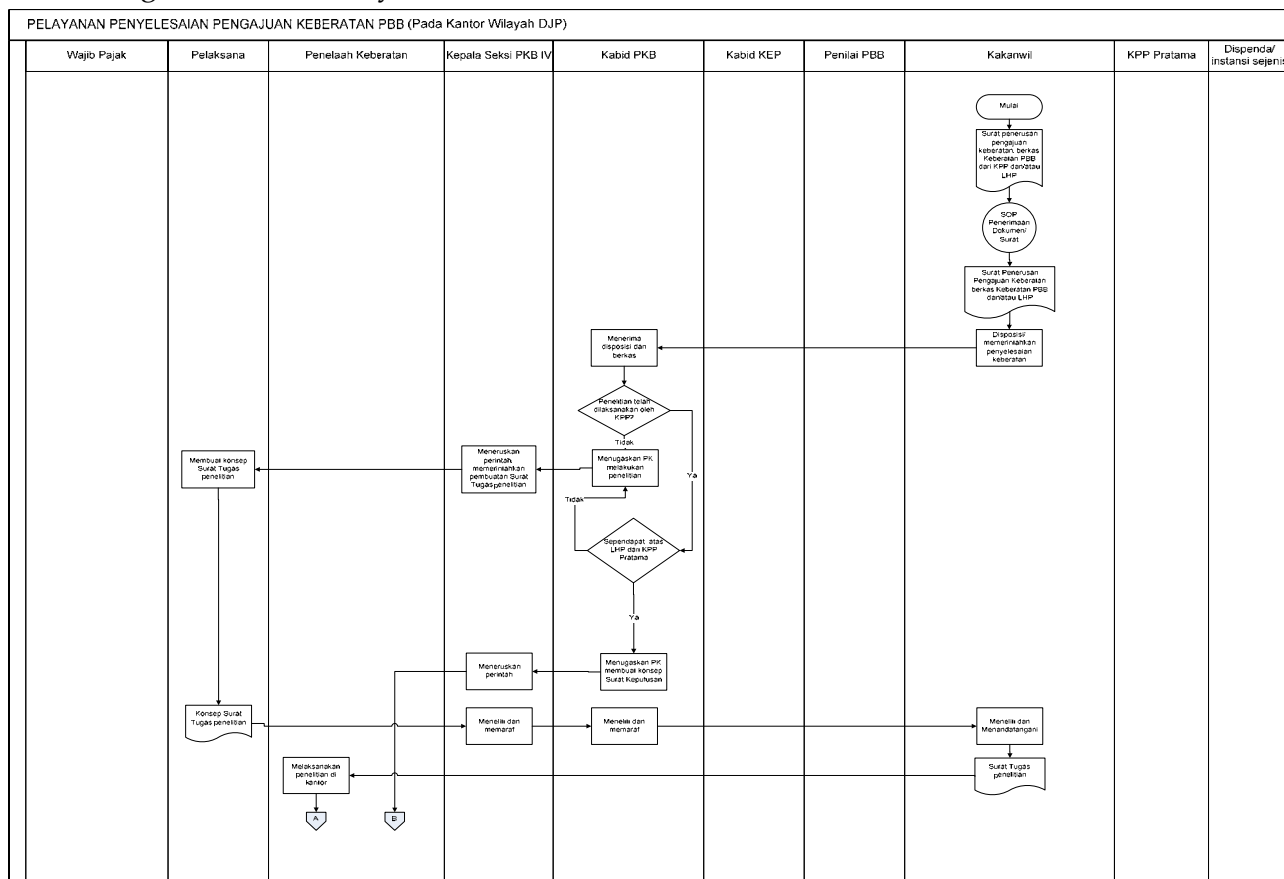 PELAYANAN PENYELESAIAN PENGAJUAN KEBERATAN PBB (Pada Kantor Wilayah DJP)
Wajib Pajak
Pelaksana
Penelaah Keberatan
Kepala Seksi PKB IV
Kabid PKB
Kabid KEP
Penilai PBB
Kakanwil
KPP Pratama
Dispenda/
instansi sejenis
Mulai
Surat penerusan
pengajuan
keberatan, berkas
Keberatan PBB
dari KPP dan/atau
LHP
SOP
Penerimaan
Dokumen/
Surat
Surat Penerusan
Pengajuan Keberatan
berkas Keberatan PBB
dan/atau LHP
Disposisi/
memerintahkan
penyelesaian
keberatan
Menerima
disposisi dan
berkas
Penelitian telah
dilaksanakan oleh
KPP?
Tidak
Ya
Menugaskan PK
melakukan
penelitian
Meneruskan
perintah,
memerintahkan
pembuatan Surat
Tugas penelitian
Membuat konsep
Surat Tugas
penelitian
Tidak
Sependapat atas
LHP dari KPP
Pratama
Ya
Menugaskan PK
membuat konsep
Surat Keputusan
Meneruskan
perintah
Konsep Surat
Tugas penelitian
Meneliti dan
memaraf
Meneliti dan
memaraf
Meneliti dan
Menandatangani
Surat Tugas
penelitian
Melaksanakan
penelitian di
kantor
A
B